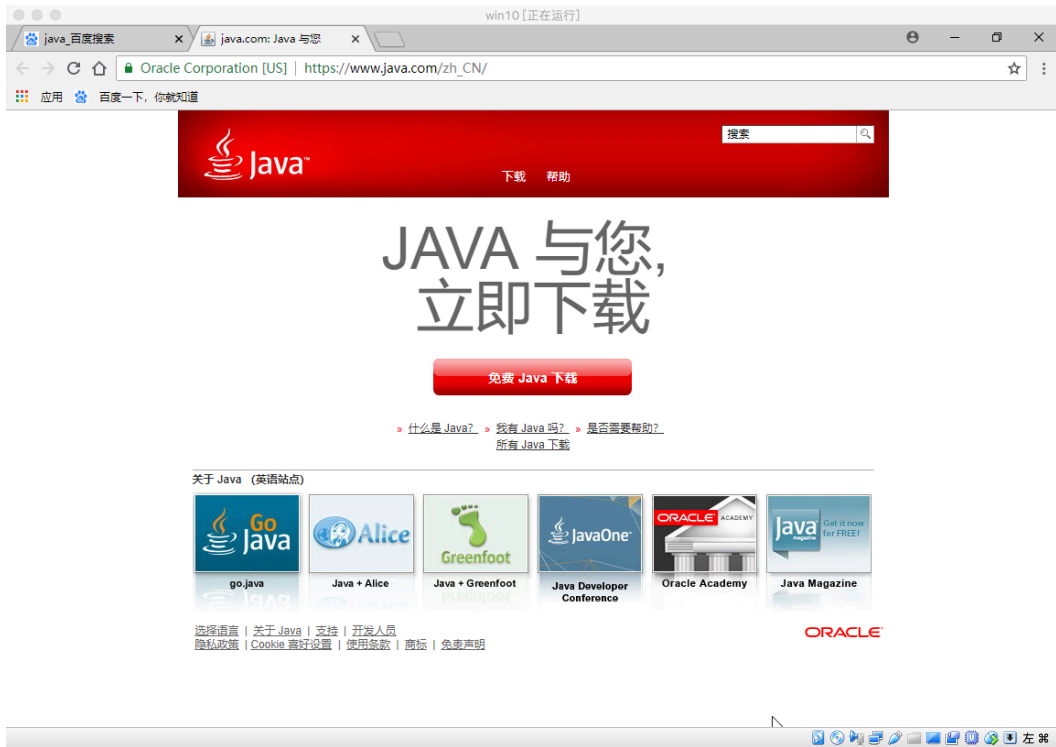 win10 [正在运行]
java_百度搜索
java.com: Java 与您
Oracle Corporation [US] | https://www.java.com/zh_CN/
应用 百度一下，你就知道
Java™
搜索
下载 帮助
JAVA 与您,
立即下载
免费 Java 下载
» 什么是 Java? » 我有 Java 吗? » 是否需要帮助?
所有 Java 下载
关于 Java (英语站点)
Go Java
Alice
Greenfoot
JavaOne
ORACLE ACADEMY
Java magazine Get it now for FREE!
go.java
Java + Alice
Java + Greenfoot
Java Developer
Conference
Oracle Academy
Java Magazine
选择语言 | 关于 Java | 支持 | 开发人员
隐私政策 | Cookie 喜好设置 | 使用条款 | 商标 | 免责声明
ORACLE
左 ⌘